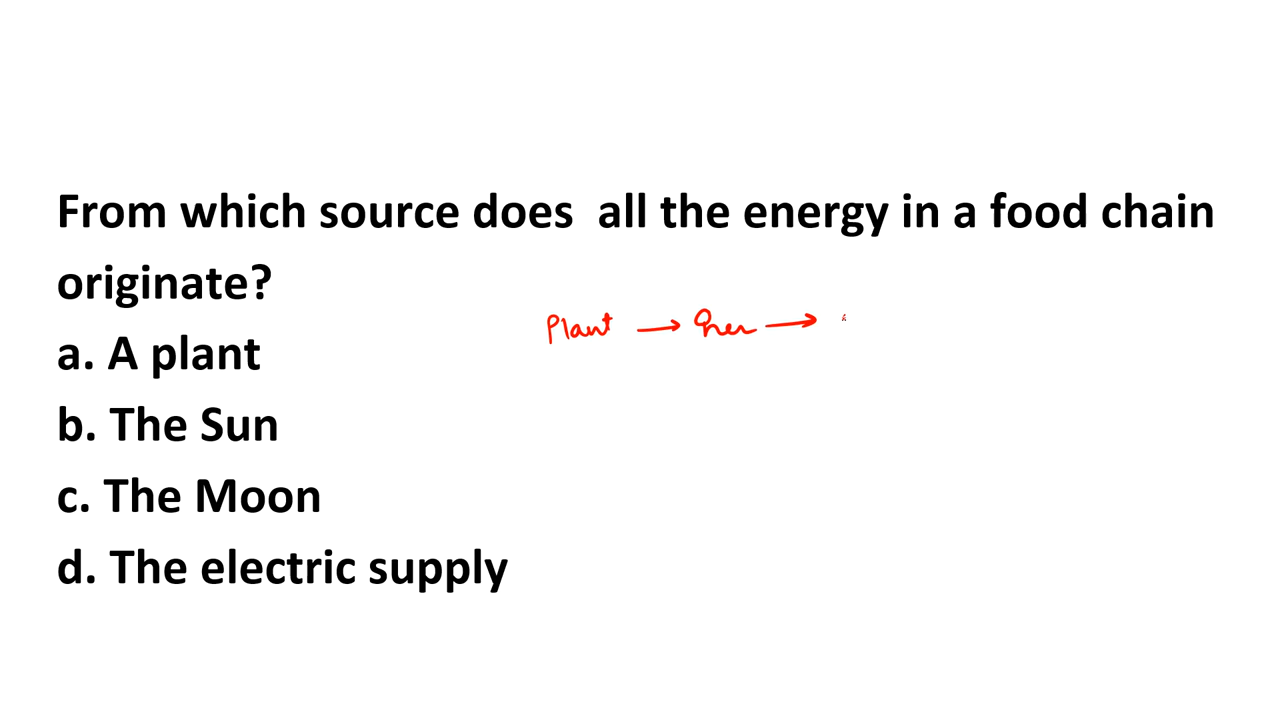 From which source does all the energy in a food chain
originate?
Plant → Her →
a. A plant
b. The Sun
c. The Moon
d. The electric supply